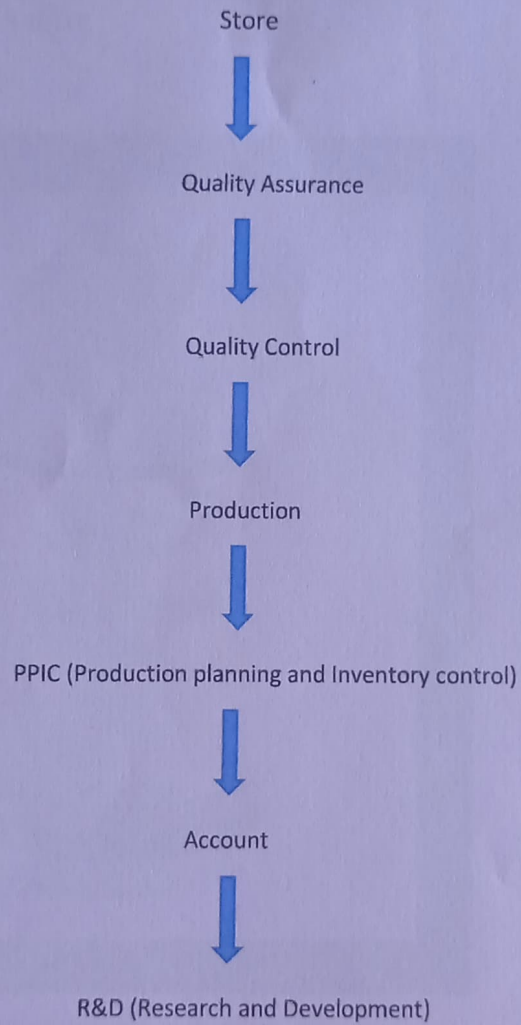 Store
Quality Assurance
Quality Control
Production
PPIC (Production planning and Inventory control)
Account
R&D (Research and Development)